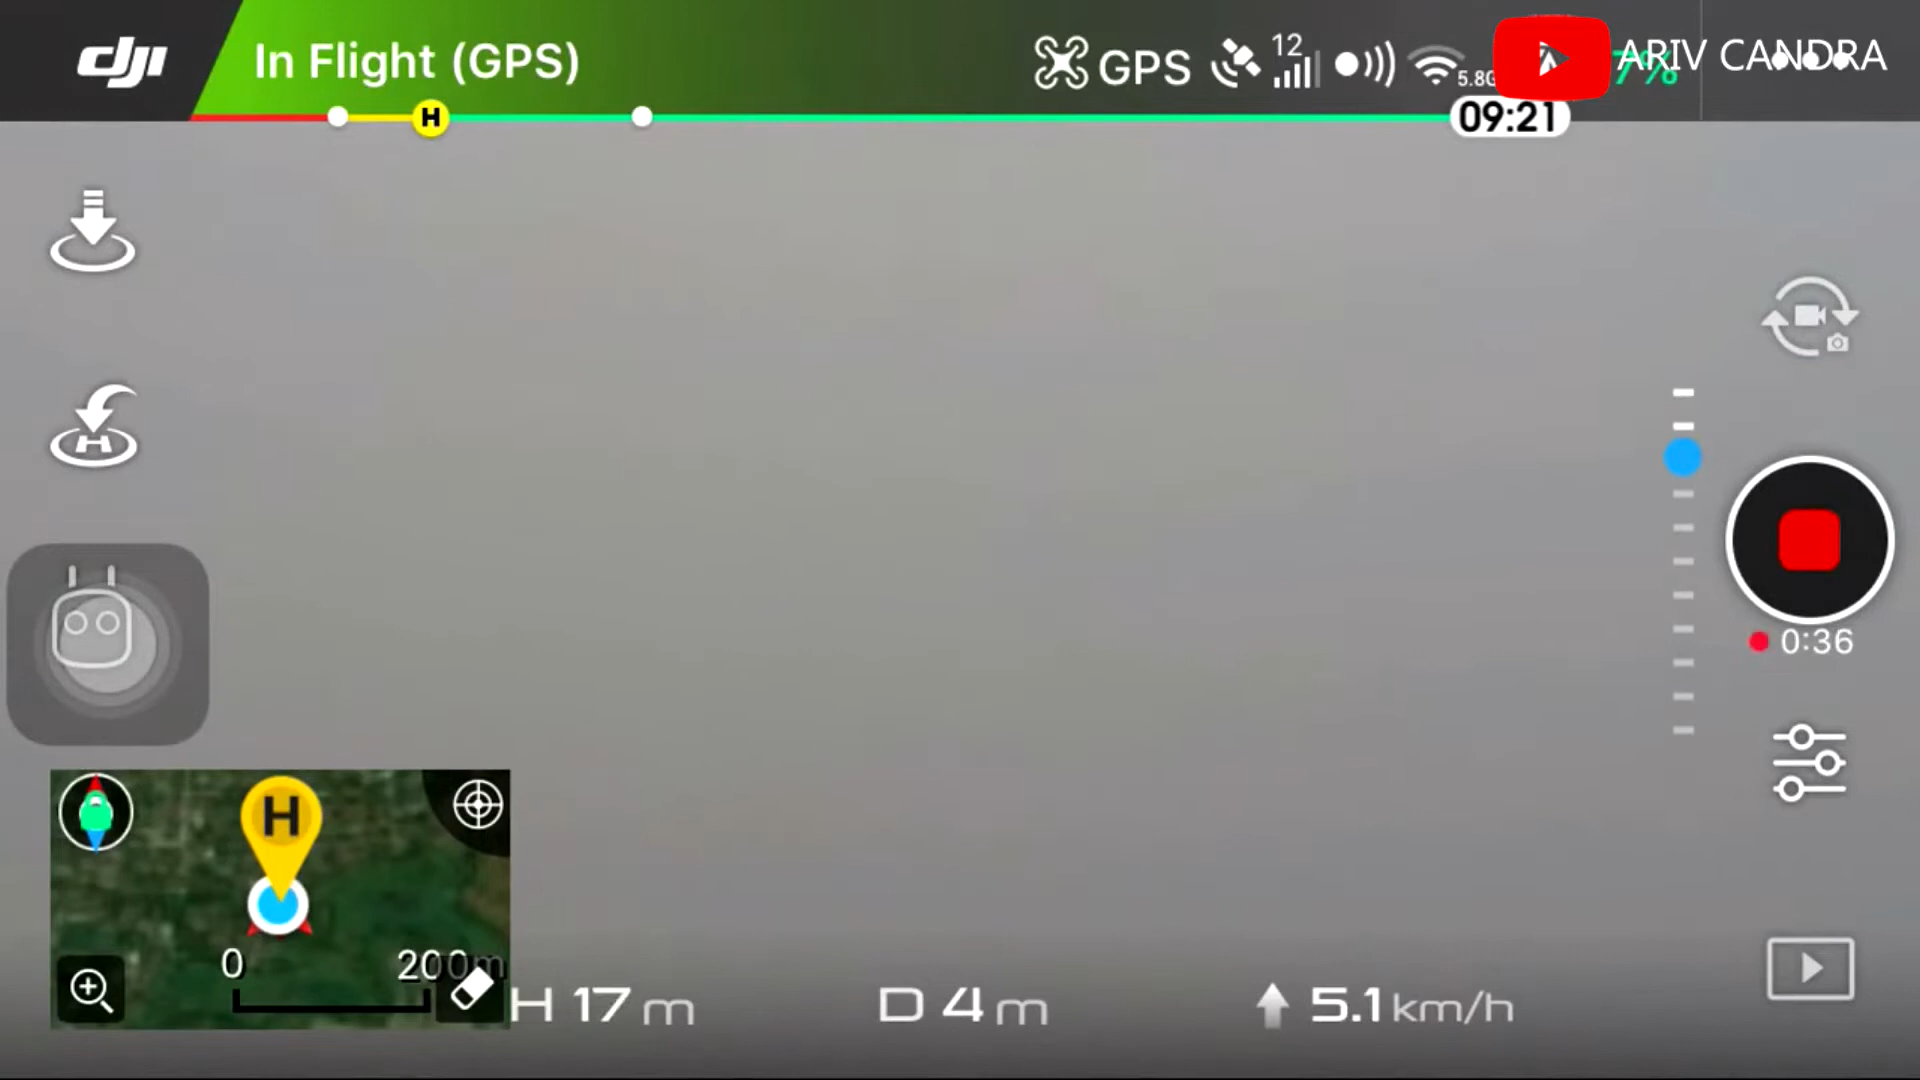 dji
In Flight (GPS)
GPS
12
5.8G
7%
ARIV CANDRA
H
09:21
H
0:36
H
0
200m
H 17 m
D 4 m
5.1 km/h